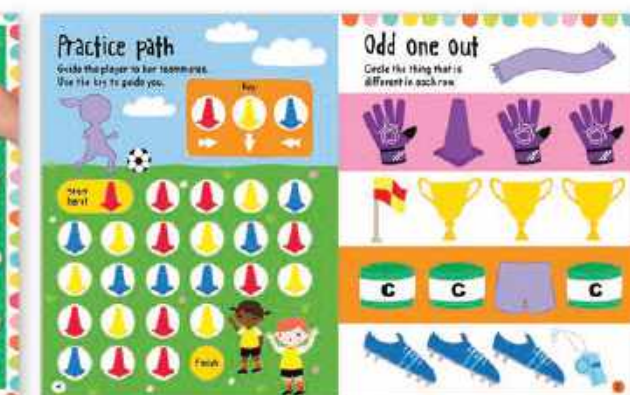 Practice path
Guide the player to her teammates.
Use the key to guide you.
Key
Start
here!
Finish
4
Odd one out
Circle the thing that is
different in each row.
C
C
C